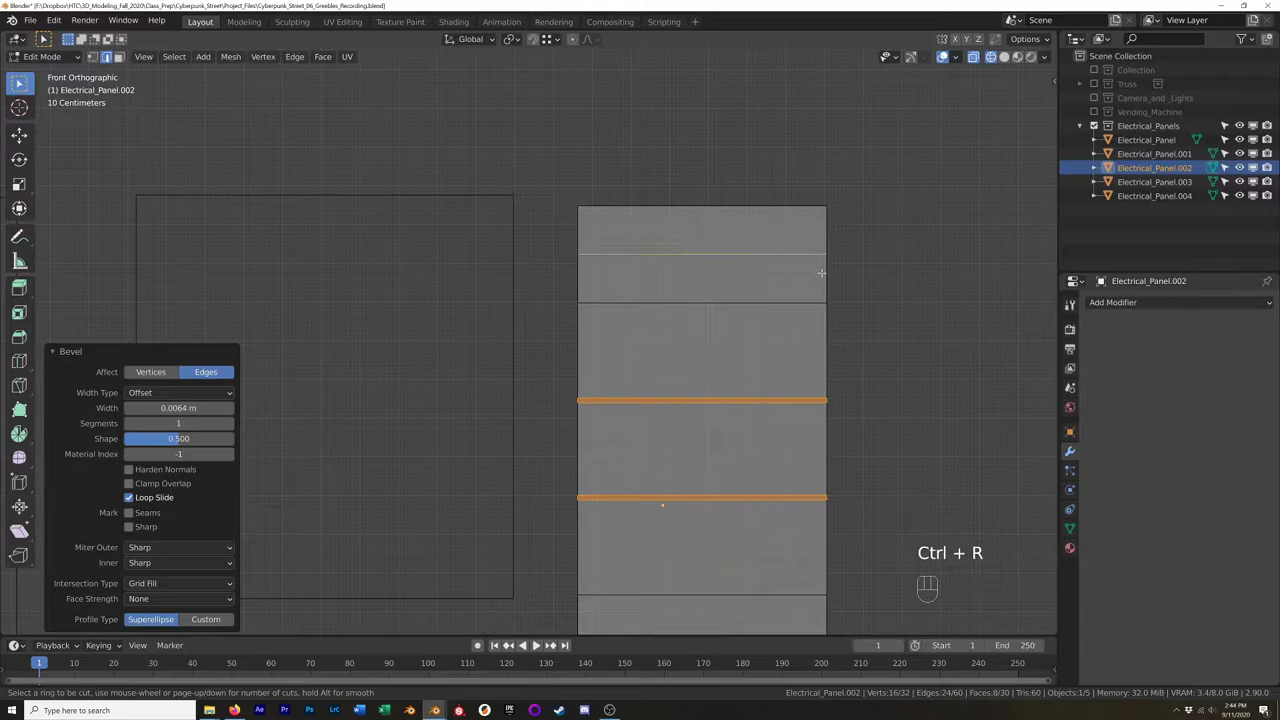 Blender* [D:\Dropbox\HTC\3D_Modeling_Fall_2020\Class_Prep\Cyberpunk_Street\Project_Files\Cyberpunk_Street_06_Greebles_Recording.blend]
File Edit Render Window Help Layout Modeling Sculpting UV Editing Texture Paint Shading Animation Rendering Compositing Scripting + Scene View Layer
Global X Y Z Options
Edit Mode View Select Add Mesh Vertex Edge Face UV
Scene Collection
Collection
Truss
Camera_and_Lights
Vending_Machine
Electrical_Panels
Electrical_Panel
Electrical_Panel.001
Electrical_Panel.002
Electrical_Panel.003
Electrical_Panel.004
Front Orthographic
(1) Electrical_Panel.002
10 Centimeters
Electrical_Panel.002
Add Modifier
Bevel
Affect Vertices Edges
Width Type Offset
Width 0.0064 m
Segments 1
Shape 0.500
Material Index -1
Harden Normals
Clamp Overlap
Loop Slide
Mark Seams
Sharp
Miter Outer Sharp
Inner Sharp
Intersection Type Grid Fill
Face Strength None
Profile Type Superellipse Custom
Ctrl + R
Playback Keying View Marker 1 Start 1 End 250
1 10 20 30 40 50 60 70 80 90 100 110 120 130 140 150 160 170 180 190 200 210 220 230 240 250
Select a ring to be cut, use mouse-wheel or page-up/down for number of cuts, hold Alt for smooth
Electrical_Panel.002 | Verts:16/32 | Edges:24/60 | Faces:8/30 | Tris:60 | Objects:1/5 | Memory: 32.0 MiB | VRAM: 3.4/8.0 GiB | 2.90.0
Type here to search
2:44 PM
9/11/2020